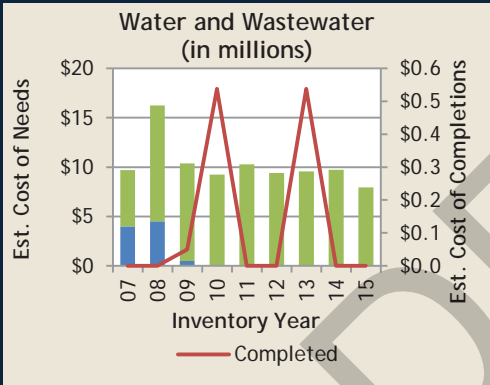 Water and Wastewater
(in millions)
Est. Cost of Needs
$20
$15
$10
$5
$0
$0.6
$0.5
$0.4
$0.3
$0.2
$0.1
$0.0
Est. Cost of Completions
07 08 09 10 11 12 13 14 15
Inventory Year
Completed